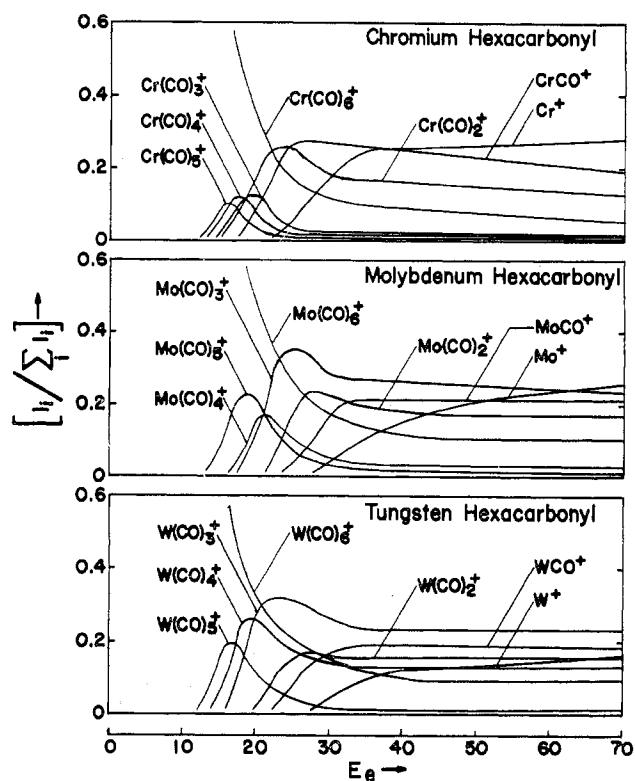 0.6
Chromium Hexacarbonyl
Cr(CO)₃⁺
Cr(CO)₆⁺
CrCO⁺
Cr⁺
0.4
Cr(CO)₄⁺
Cr(CO)₂⁺
Cr(CO)₅⁺
0.2
0
0.6
Molybdenum Hexacarbonyl
Mo(CO)₃⁺
Mo(CO)₆⁺
MoCO⁺
0.4
Mo(CO)₅⁺
Mo(CO)₂⁺
Mo⁺
0.2
Mo(CO)₄⁺
0
[I_i/∑_i I_i]→
0.6
Tungsten Hexacarbonyl
W(CO)₃⁺
W(CO)₆⁺
WCO⁺
0.4
W(CO)₄⁺
W(CO)₂⁺
W⁺
W(CO)₅⁺
0.2
0
0 10 20 30 40 50 60 70
E_e →